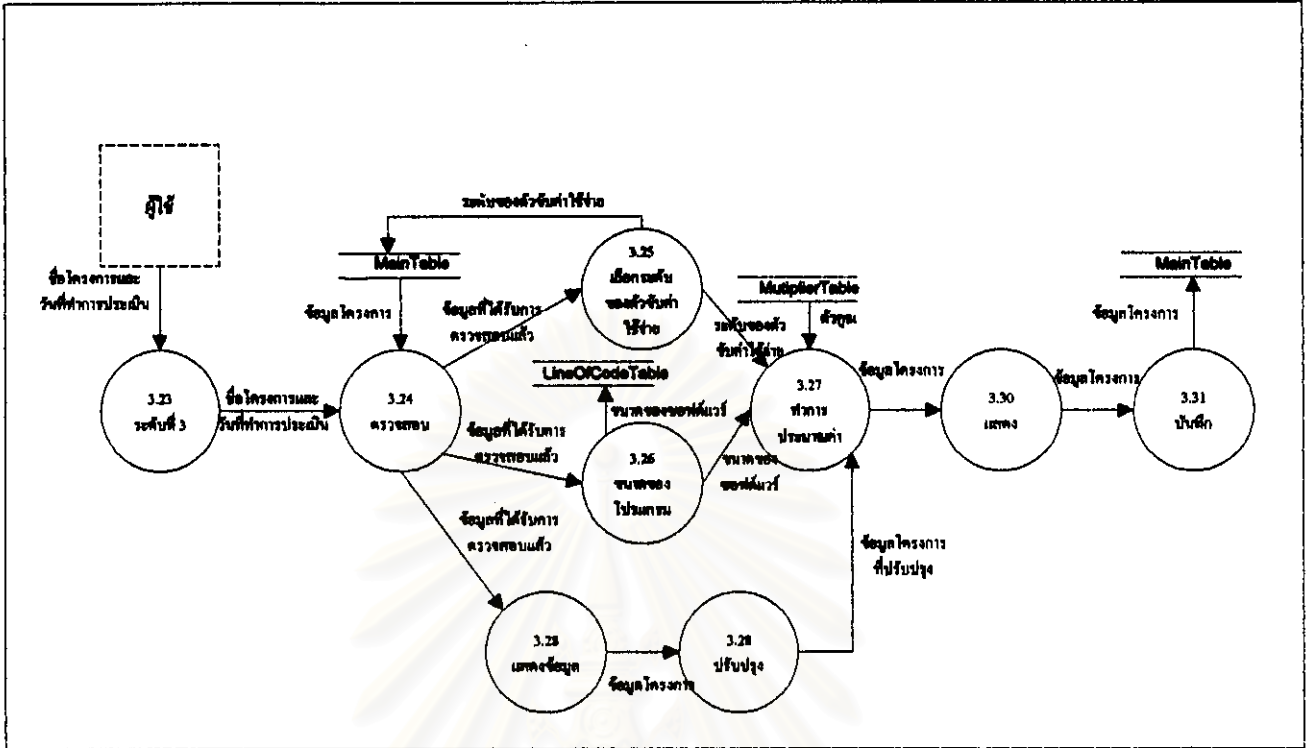 ผู้ใช้
ชื่อโครงการและ
วันที่ทำการประเมิน
3.23
ระดับที่ 3
ชื่อโครงการและ
วันที่ทำการประเมิน
ระดับของตัวขับค่าใช้จ่าย
MainTable
ข้อมูลโครงการ
3.24
ตรวจสอบ
ข้อมูลที่ได้รับการ
ตรวจสอบแล้ว
3.25
เลือกระดับ
ของตัวขับค่า
ใช้จ่าย
LineOfCodeTable
ขนาดของซอฟต์แวร์
ข้อมูลที่ได้รับการ
ตรวจสอบแล้ว
3.26
ขนาดของ
โปรแกรม
ข้อมูลที่ได้รับการ
ตรวจสอบแล้ว
3.28
แสดงข้อมูล
ข้อมูลโครงการ
3.28
ปรับปรุง
ข้อมูลโครงการ
ที่ปรับปรุง
MutiplierTable
ตัวคูณ
ระดับของตัว
ขับค่าใช้จ่าย
ขนาดของ
ซอฟต์แวร์
3.27
ทำการ
ประมาณค่า
ข้อมูลโครงการ
3.30
แสดง
ข้อมูลโครงการ
3.31
บันทึก
ข้อมูลโครงการ
MainTable